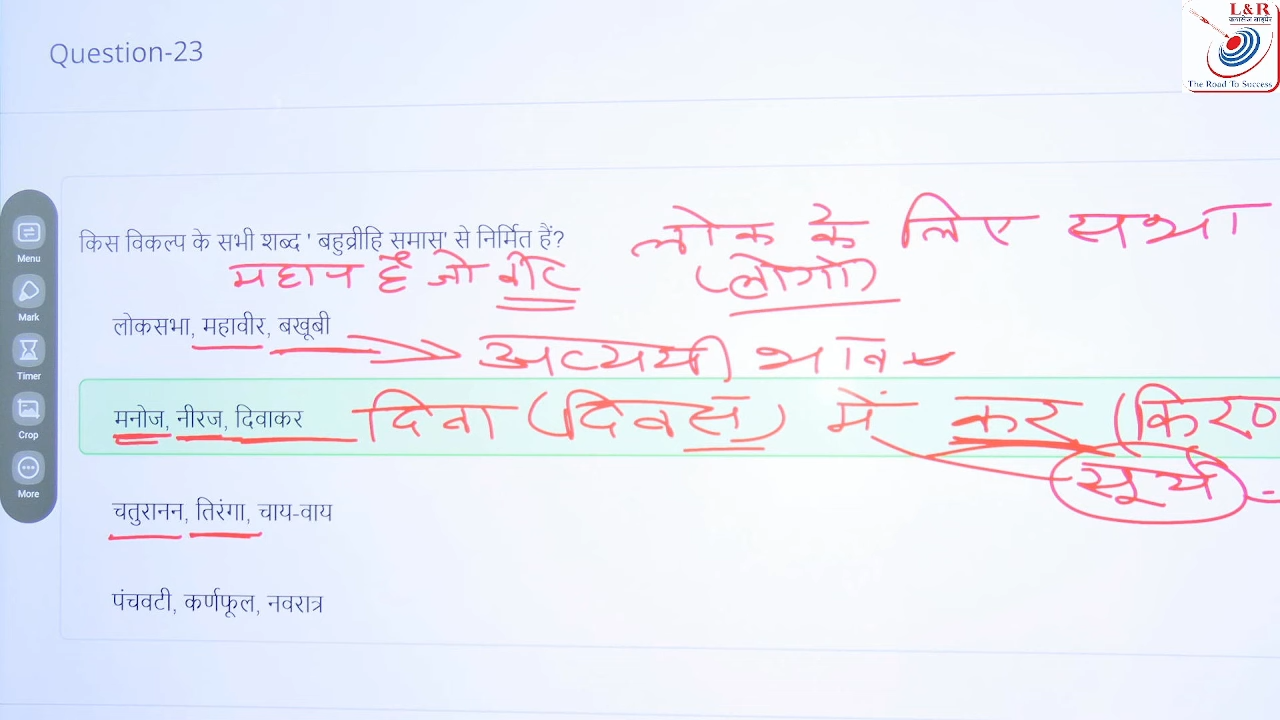 L&R
The Road To Success
Question-23
Menu
Mark
Timer
Crop
More
किस विकल्प के सभी शब्द ' बहुव्रीहि समास' से निर्मित हैं?
लोक के लिए सभा
(लोगो)
महान है जो वीर
लोकसभा, महावीर, बखूबी
अव्ययी भाव
मनोज, नीरज, दिवाकर
दिवा (दिवस) में कर (किरण
सूर्य
चतुरानन, तिरंगा, चाय-वाय
पंचवटी, कर्णफूल, नवरात्र